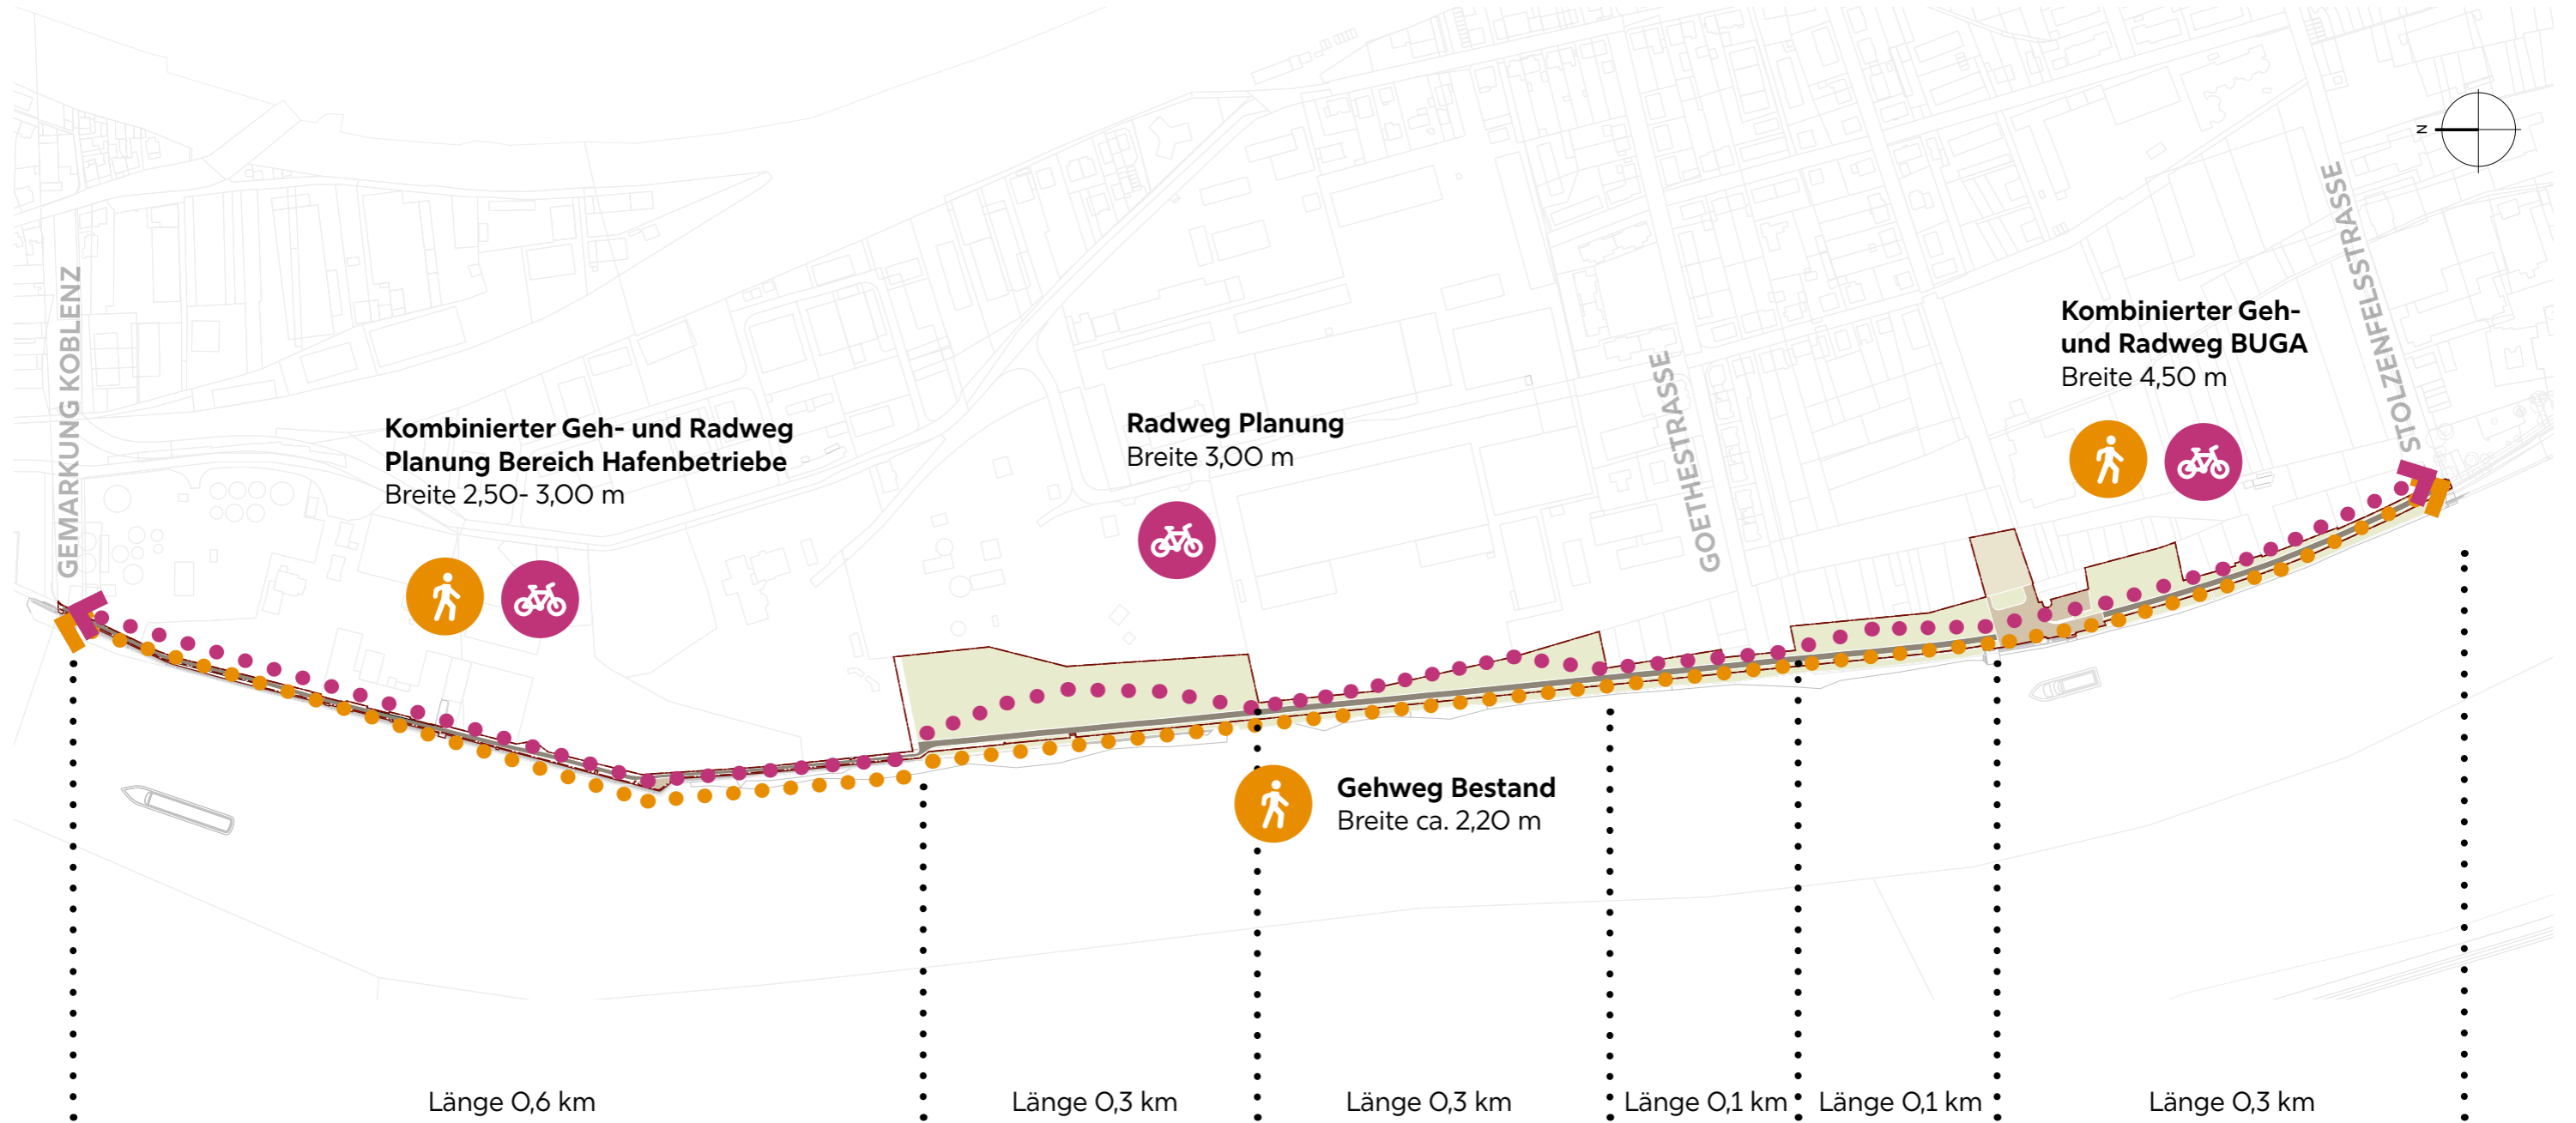 N
GEMARKUNG KOBLENZ
GOETHESTRASSE
STOLZENFELSSTRASSE
Kombinierter Geh- und Radweg
Planung Bereich Hafenbetriebe
Breite 2,50- 3,00 m
Radweg Planung
Breite 3,00 m
Kombinierter Geh-
und Radweg BUGA
Breite 4,50 m
Gehweg Bestand
Breite ca. 2,20 m
Länge 0,6 km
Länge 0,3 km
Länge 0,3 km
Länge 0,1 km
Länge 0,1 km
Länge 0,3 km